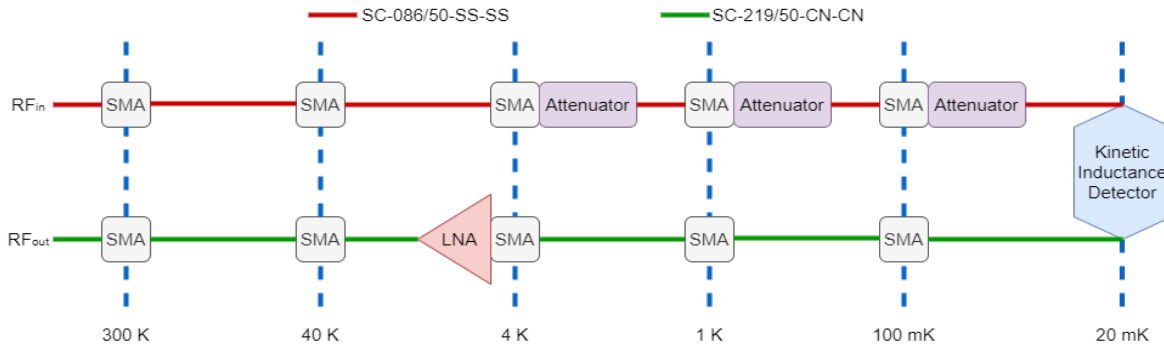 SC-086/50-SS-SS
SC-219/50-CN-CN
RFin SMA SMA SMA Attenuator SMA Attenuator SMA Attenuator
Kinetic
Inductance
Detector
RFout SMA SMA LNA SMA SMA SMA
300 K 40 K 4 K 1 K 100 mK 20 mK